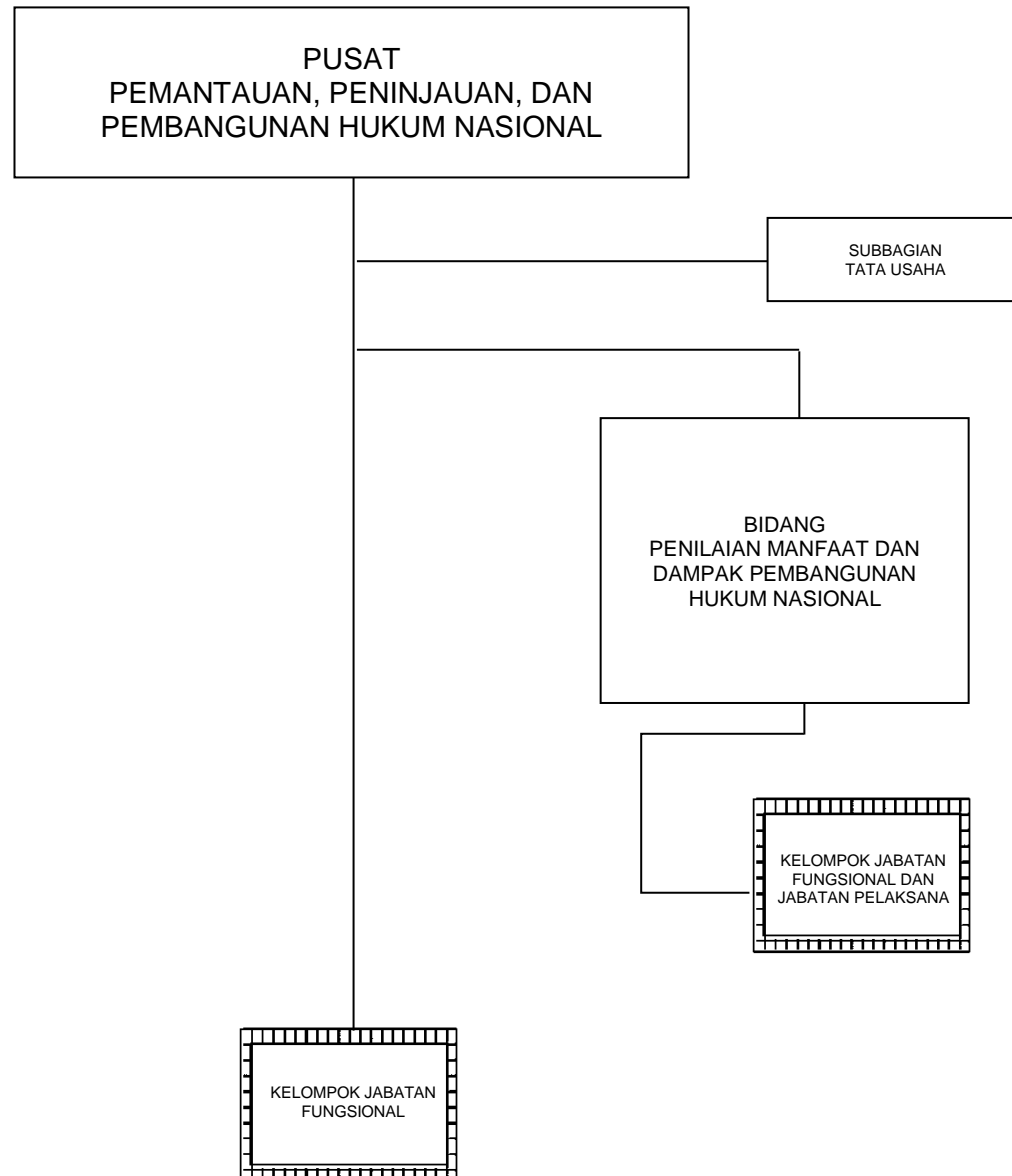 PUSAT
PEMANTAUAN, PENINJAUAN, DAN
PEMBANGUNAN HUKUM NASIONAL
SUBBAGIAN
TATA USAHA
BIDANG
PENILAIAN MANFAAT DAN
DAMPAK PEMBANGUNAN
HUKUM NASIONAL
KELOMPOK JABATAN
FUNGSIONAL DAN
JABATAN PELAKSANA
KELOMPOK JABATAN
FUNGSIONAL